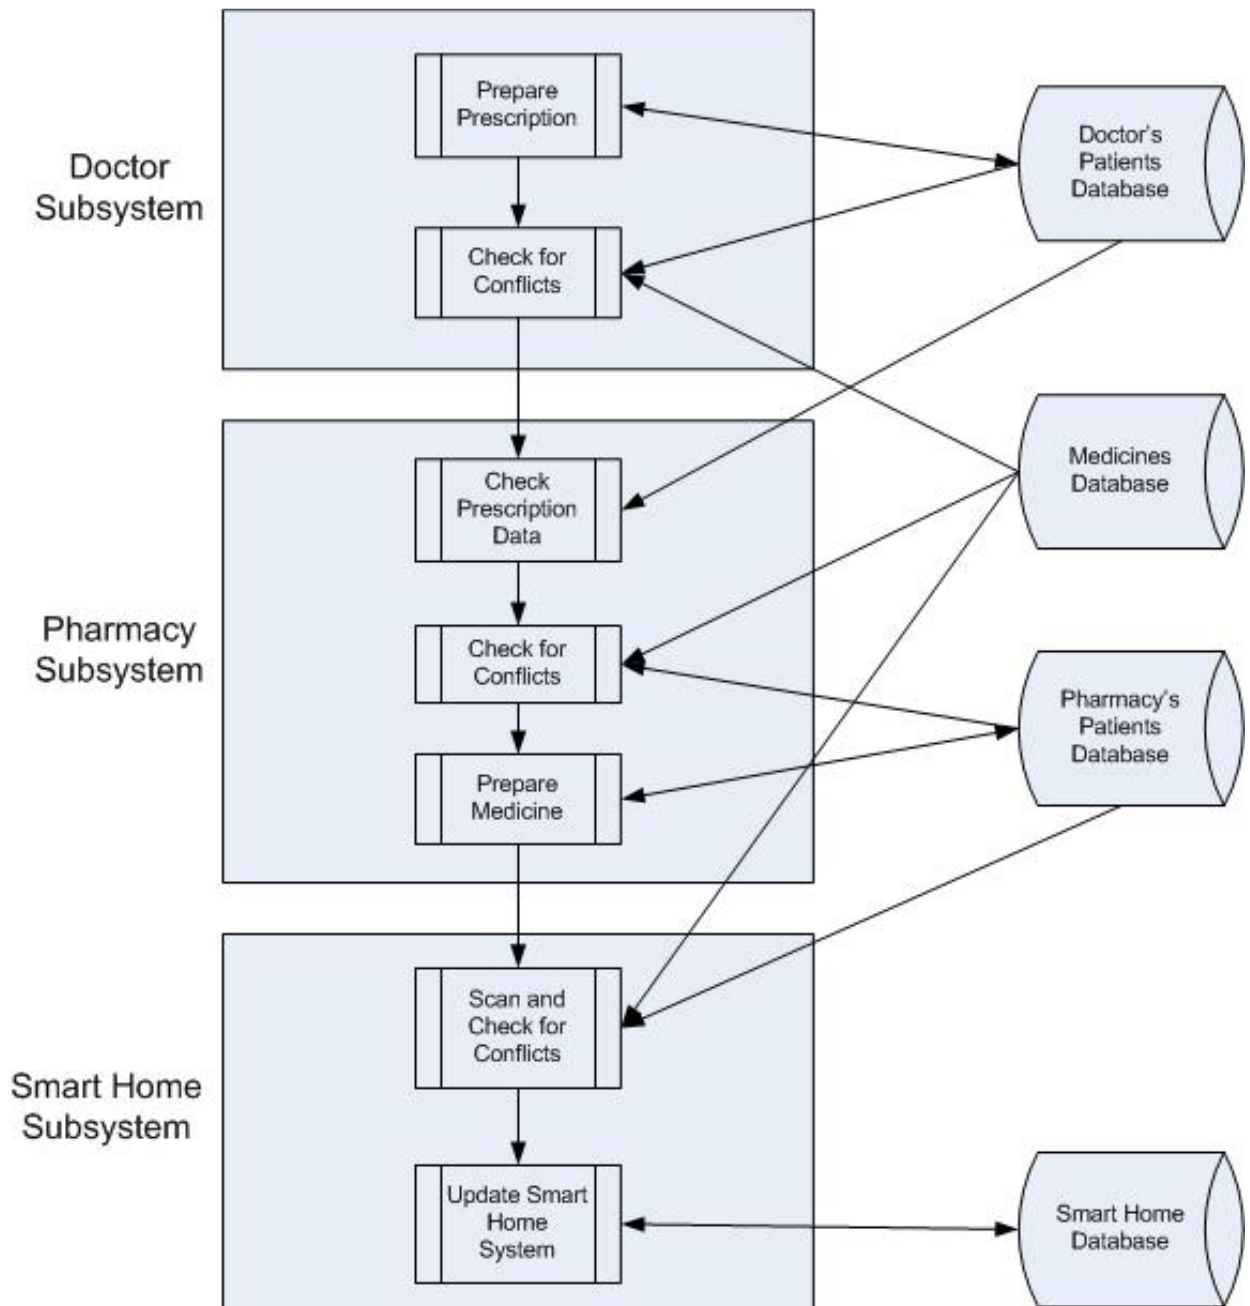 Doctor
Subsystem
Prepare
Prescription
Check for
Conflicts
Doctor's
Patients
Database
Pharmacy
Subsystem
Check
Prescription
Data
Check for
Conflicts
Prepare
Medicine
Medicines
Database
Pharmacy's
Patients
Database
Smart Home
Subsystem
Scan and
Check for
Conflicts
Update Smart
Home
System
Smart Home
Database